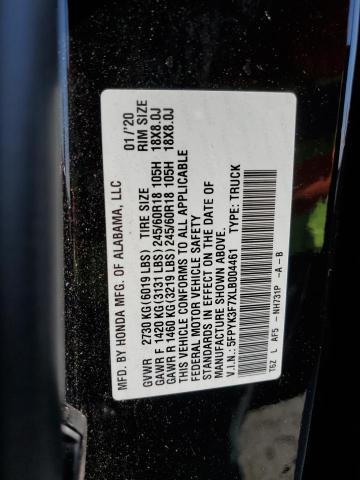 MFD. BY HONDA MFG. OF ALABAMA, LLC 01/'20
GVWR 2730 KG(6019 LBS) TIRE SIZE RIM SIZE
GAWR F 1420 KG(3131 LBS) 245/60R18 105H 18X8.0J
GAWR R 1460 KG(3219 LBS) 245/60R18 105H 18X8.0J
THIS VEHICLE CONFORMS TO ALL APPLICABLE
FEDERAL MOTOR VEHICLE SAFETY
STANDARDS IN EFFECT ON THE DATE OF
MANUFACTURE SHOWN ABOVE.
V.I.N.: 5FPYK3F7XLB004461 TYPE: TRUCK
T6Z L AF5 -NH731P -A -B